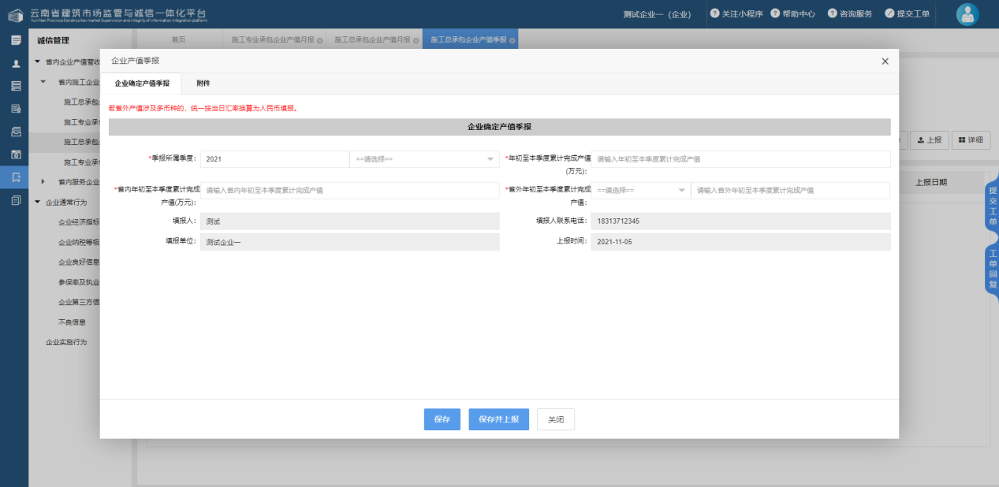 云南省建筑市场监管与诚信一体化平台
Yun Nan Province Construction market Supervision and integrity of information integration platform
测试企业一（企业）
关注小程序
帮助中心
咨询服务
提交工单
诚信管理
首页
施工专业承包企业产值月报
施工总承包企业产值月报
施工总承包企业产值季报
省内企业产值营收
省内施工企业
施工总承包
施工专业承
施工总承包
施工专业承
省内服务企业
企业通常行为
企业经济指标
企业纳税等级
企业良好信息
参保率及执业
企业第三方信
不良信息
企业实施行为
企业产值季报
企业确定产值季报
附件
若省外产值涉及多币种的，统一按当日汇率换算为人民币填报。
企业确定产值季报
*季报所属季度：
2021
==请选择==
*年初至本季度累计完成产值
(万元)：
请输入年初至本季度累计完成产值
*省内年初至本季度累计完成
产值(万元)：
请输入省内年初至本季度累计完成产值
*省外年初至本季度累计完成
产值：
==请选择==
请输入省外年初至本季度累计完成产值
填报人：
测试
填报人联系电话：
18313712345
填报单位：
测试企业一
上报时间：
2021-11-05
保存
保存并上报
关闭
上报
详细
上报日期
提交工单
工单回复